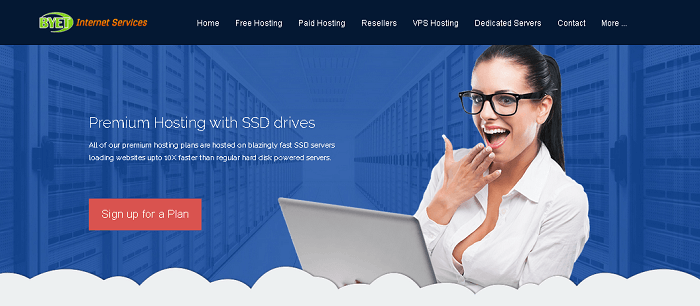 BYET Internet Services
Home Free Hosting Paid Hosting Resellers VPS Hosting Dedicated Servers Contact More ...
Premium Hosting with SSD drives
All of our premium hosting plans are hosted on blazingly fast SSD servers
loading websites upto 10X faster than regular hard disk powered servers.
Sign up for a Plan